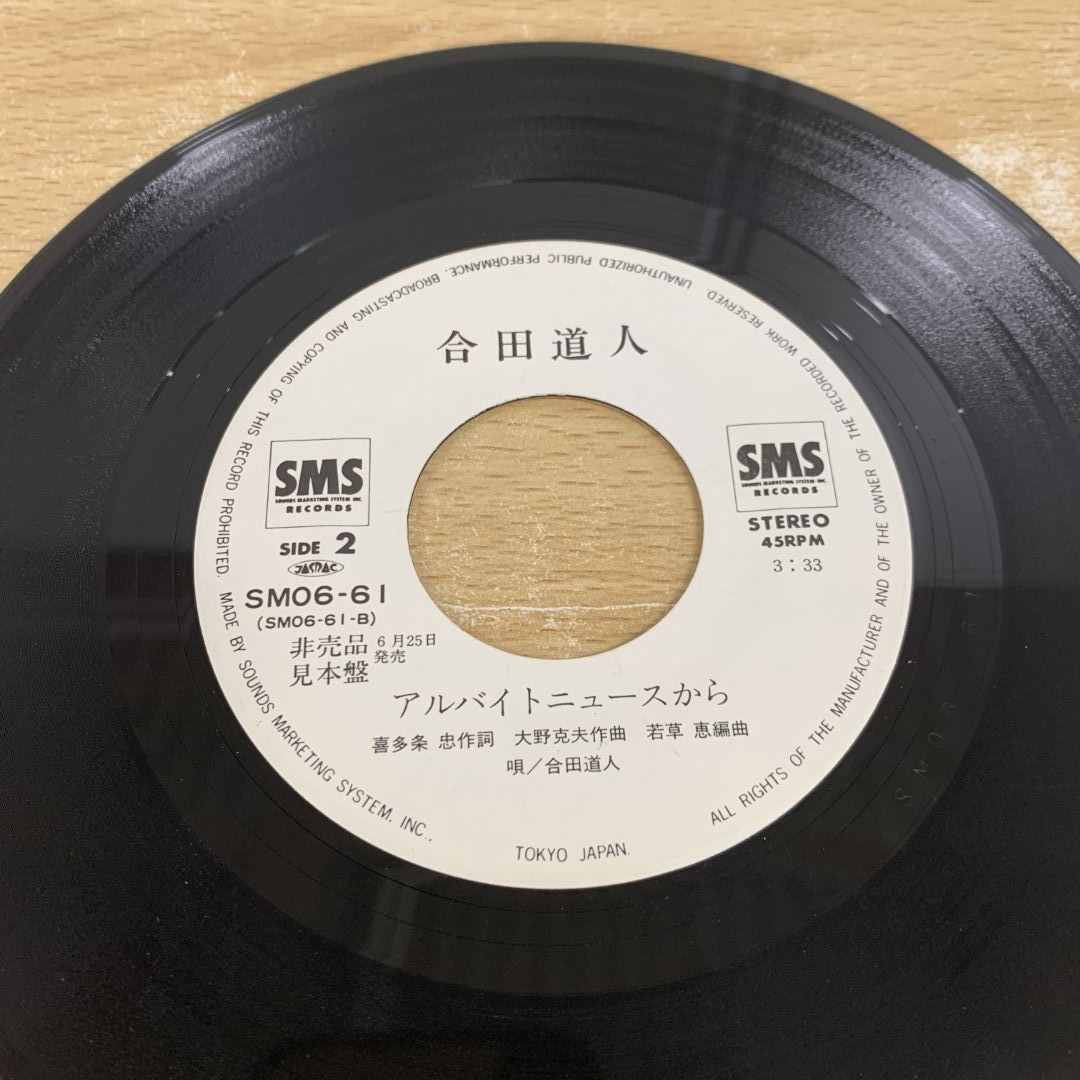 合田道人
SMS
SOUNDS MARKETING SYSTEM INC.
RECORDS
SIDE 2
JASRAC
SM06-61
(SM06-61-B)
非売品 6月25日
見本盤 発売
SMS
SOUNDS MARKETING SYSTEM INC.
RECORDS
STEREO
45RPM
3:33
アルバイトニュースから
喜多条 忠作詞 大野克夫作曲 若草 恵編曲
唄/合田道人
ALL RIGHTS OF THE MANUFACTURER AND OF THE OWNER OF THE RECORDED WORK RESERVED. UNAUTHORIZED PUBLIC PERFORMANCE. BROADCASTING AND COPYING OF THIS RECORD PROHIBITED. MADE BY SOUNDS MARKETING SYSTEM, INC.,
TOKYO JAPAN.